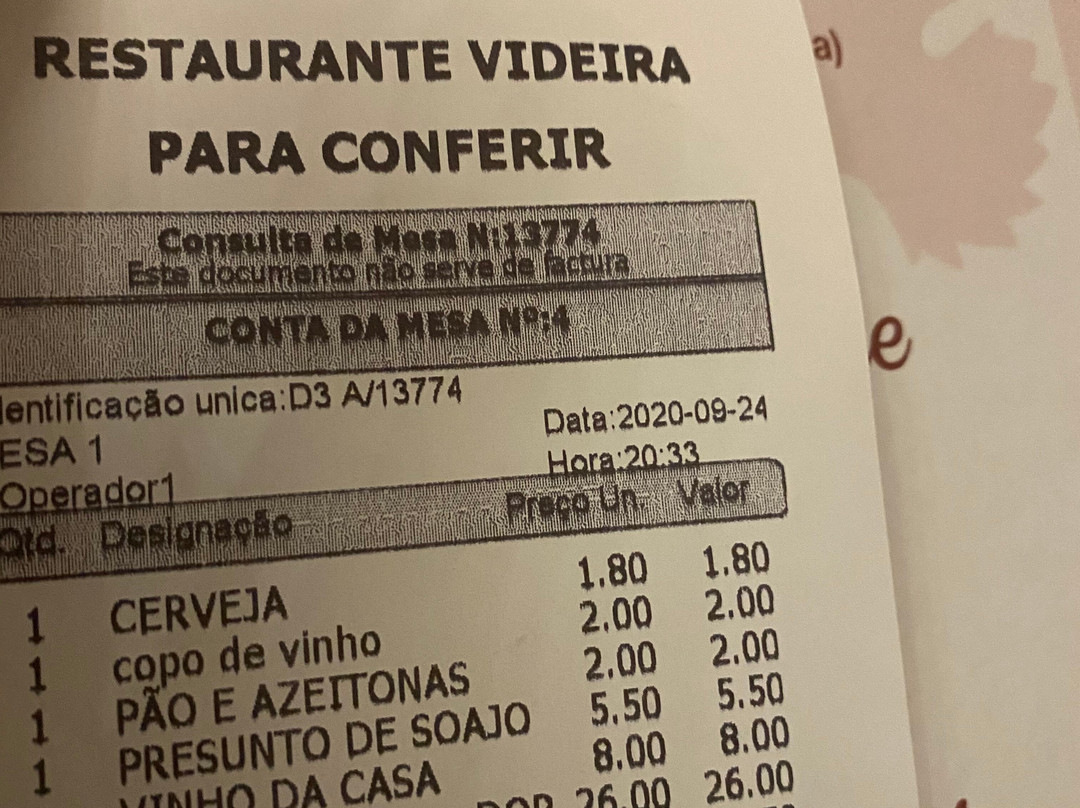 RESTAURANTE VIDEIRA
PARA CONFERIR
Consulta de Mesa N:13774
Este documento não serve de factura
CONTA DA MESA Nº:4
dentificação unica:D3 A/13774
ESA 1
Data:2020-09-24
Hora:20:33
Operador1
Qtd. Designação Preço Un. Valor
1 CERVEJA 1.80 1.80
1 copo de vinho 2.00 2.00
1 PÃO E AZEITONAS 2.00 2.00
1 PRESUNTO DE SOAJO 5.50 5.50
VINHO DA CASA 8.00 8.00
26.00 26.00
a)
e